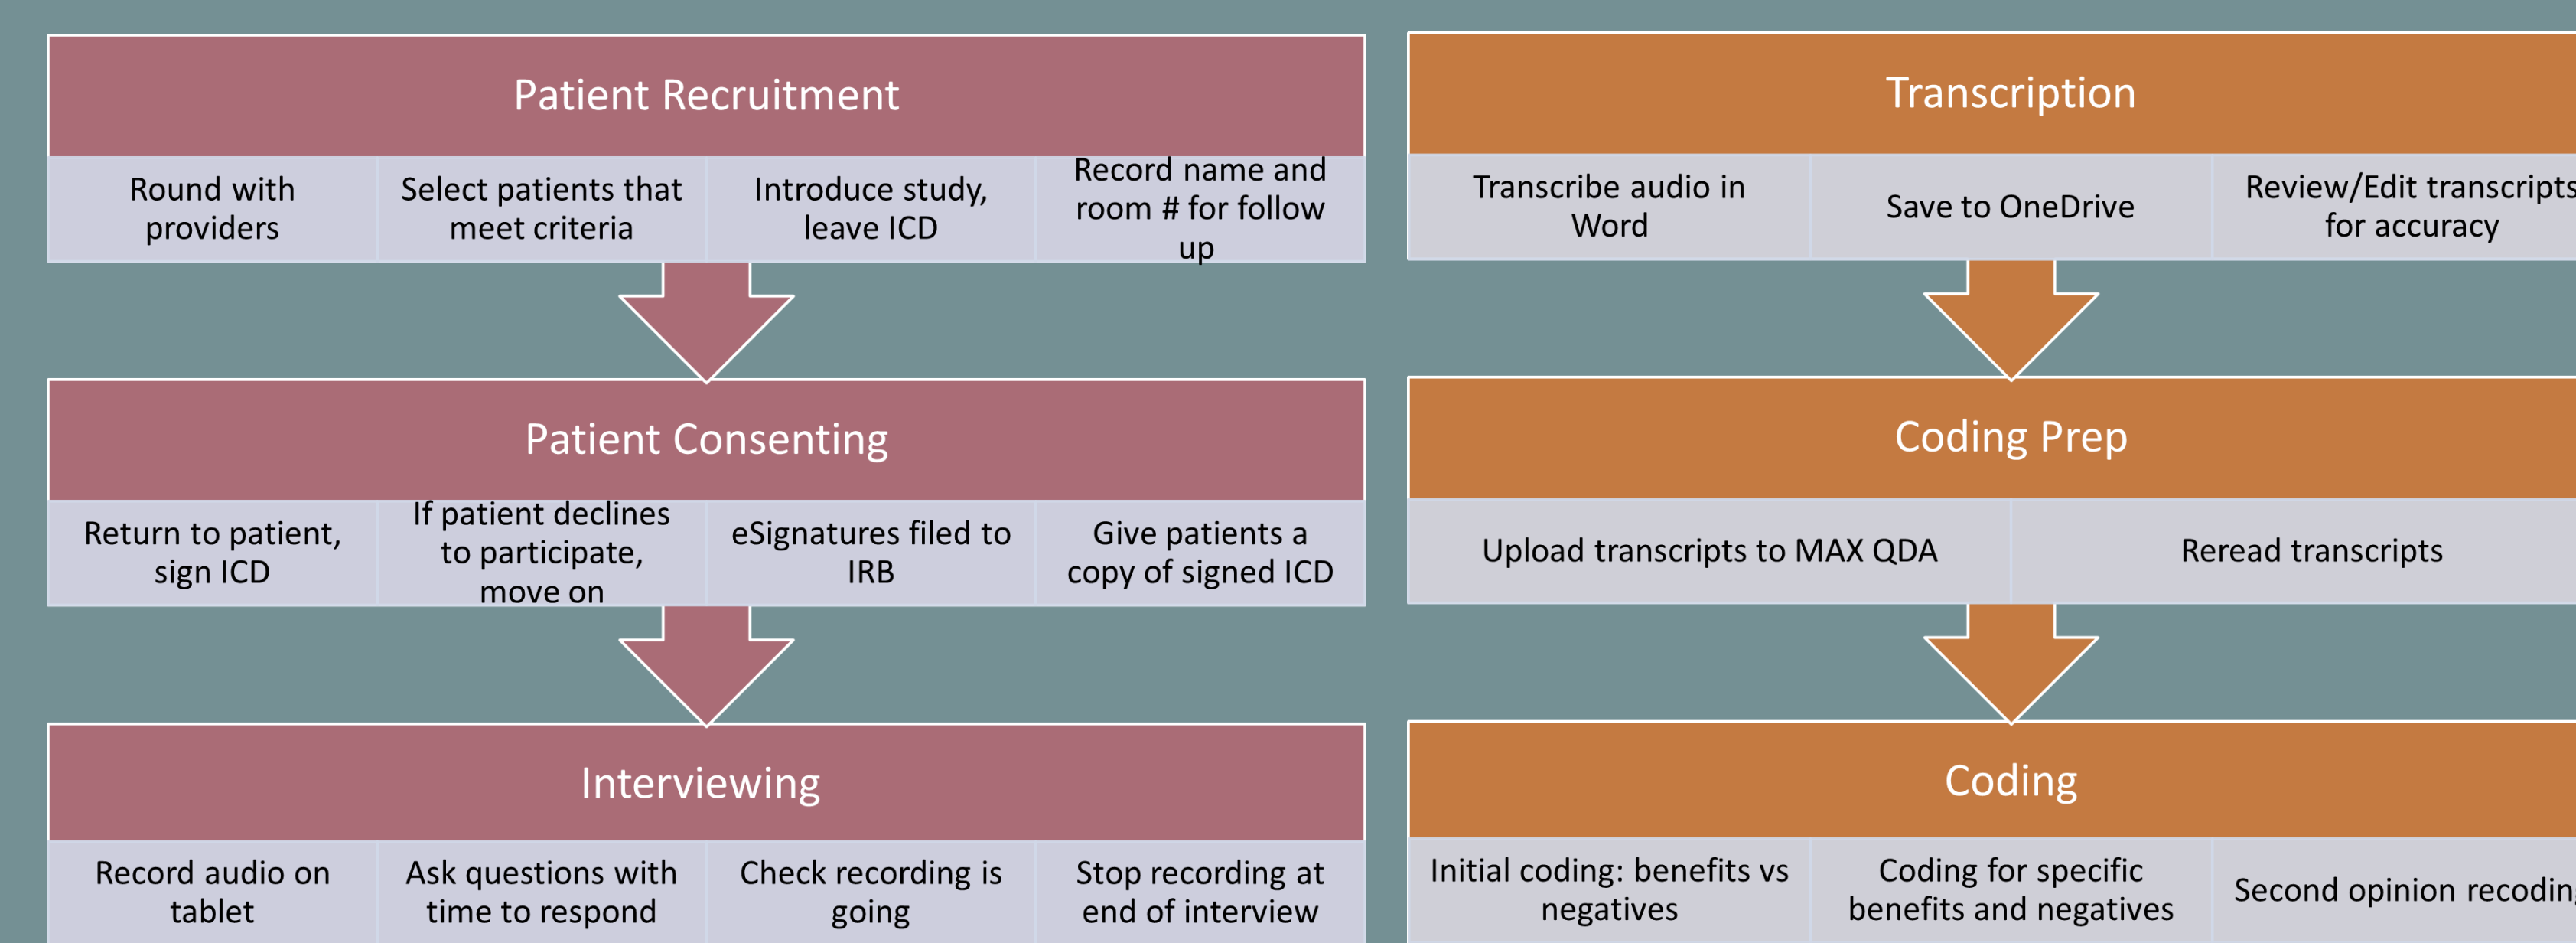 Patient Recruitment
Round with
providers
Select patients that
meet criteria
Introduce study,
leave ICD
Record name and
room # for follow
up
Patient Consenting
Return to patient,
sign ICD
If patient declines
to participate,
move on
eSignatures filed to
IRB
Give patients a
copy of signed ICD
Interviewing
Record audio on
tablet
Ask questions with
time to respond
Check recording is
going
Stop recording at
end of interview
Transcription
Transcribe audio in
Word
Save to OneDrive
Review/Edit transcripts
for accuracy
Coding Prep
Upload transcripts to MAX QDA
Reread transcripts
Coding
Initial coding: benefits vs
negatives
Coding for specific
benefits and negatives
Second opinion recoding